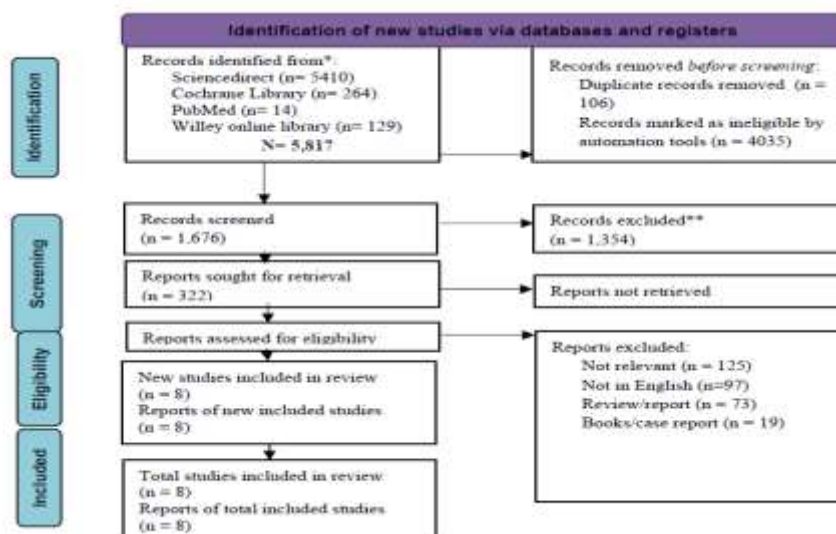 Identification of new studies via databases and registers
Identification
Records identified from*:
Sciencedirect (n= 5410)
Cochrane Library (n= 264)
PubMed (n= 14)
Willey online library (n= 129)
N= 5,817
Records removed before screening:
Duplicate records removed (n =
106)
Records marked as ineligible by
automation tools (n = 4035)
Screening
Records screened
(n = 1.676)
Records excluded**
(n = 1,354)
Reports sought for retrieval
(n = 322)
Reports not retrieved
Eligibility
Reports assessed for eligibility
Reports excluded:
Not relevant (n = 125)
Not in English (n=97)
Review/report (n = 73)
Books/case report (n = 19)
New studies included in review
(n = 8)
Reports of new included studies
(n = 8)
Included
Total studies included in review
(n = 8)
Reports of total included studies
(n = 8)